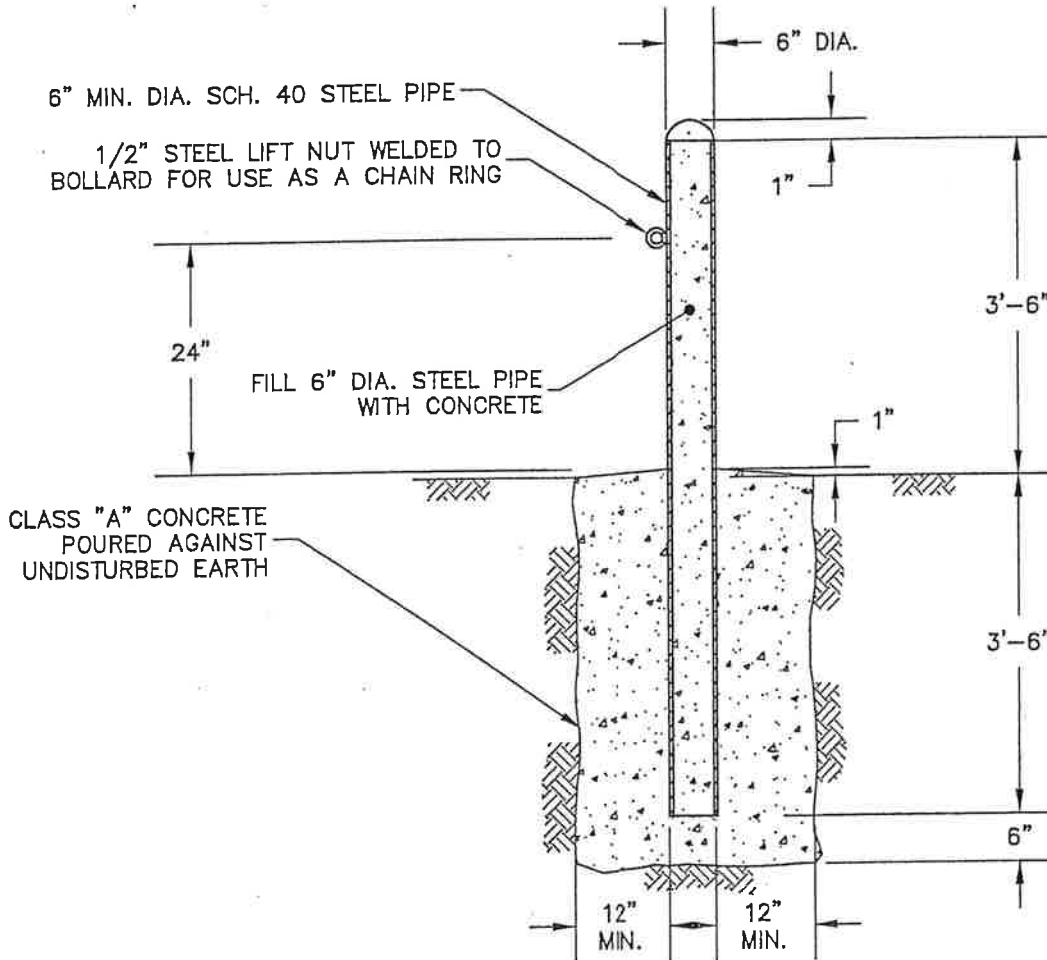 6" DIA.
6" MIN. DIA. SCH. 40 STEEL PIPE
1/2" STEEL LIFT NUT WELDED TO
BOLLARD FOR USE AS A CHAIN RING
1"
3'-6"
24"
FILL 6" DIA. STEEL PIPE
WITH CONCRETE
1"
CLASS "A" CONCRETE
POURED AGAINST
UNDISTURBED EARTH
3'-6"
6"
12"
MIN.
12"
MIN.